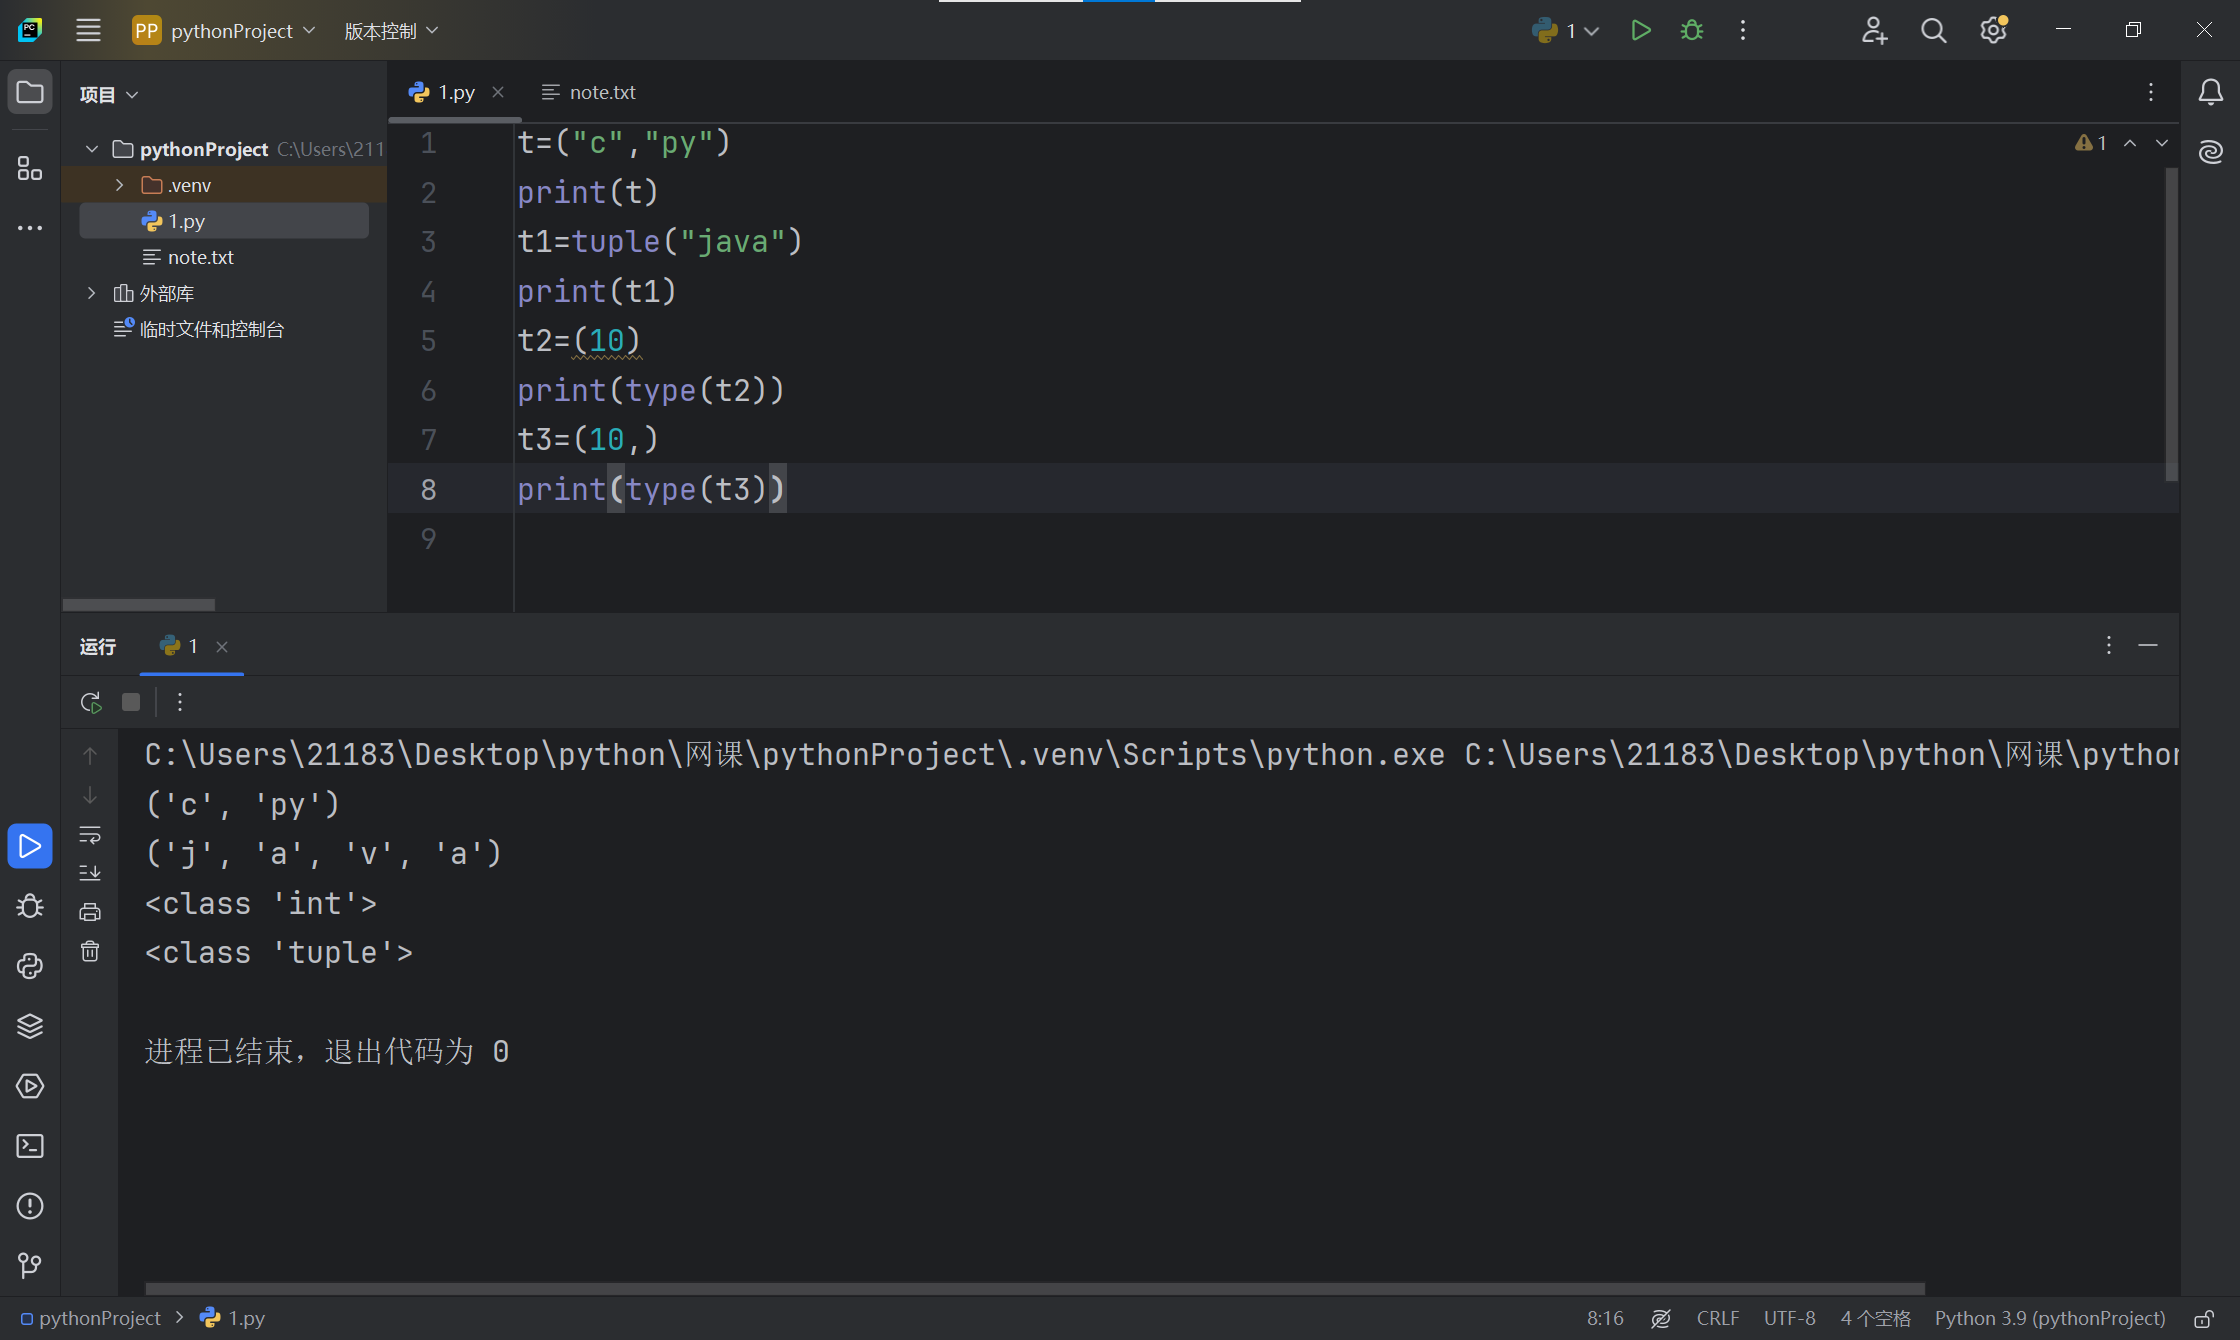 PP pythonProject 版本控制 1
项目
1.py
note.txt
pythonProject C:\Users\211
.venv
1.py
note.txt
外部库
临时文件和控制台
1 t=("c","py")
2 print(t)
3 t1=tuple("java")
4 print(t1)
5 t2=(10)
6 print(type(t2))
7 t3=(10,)
8 print(type(t3))
9
1
运行 1
C:\Users\21183\Desktop\python\网课\pythonProject\.venv\Scripts\python.exe C:\Users\21183\Desktop\python\网课\python
('c', 'py')
('j', 'a', 'v', 'a')
<class 'int'>
<class 'tuple'>
进程已结束，退出代码为 0
pythonProject 1.py 8:16 CRLF UTF-8 4 个空格 Python 3.9 (pythonProject)